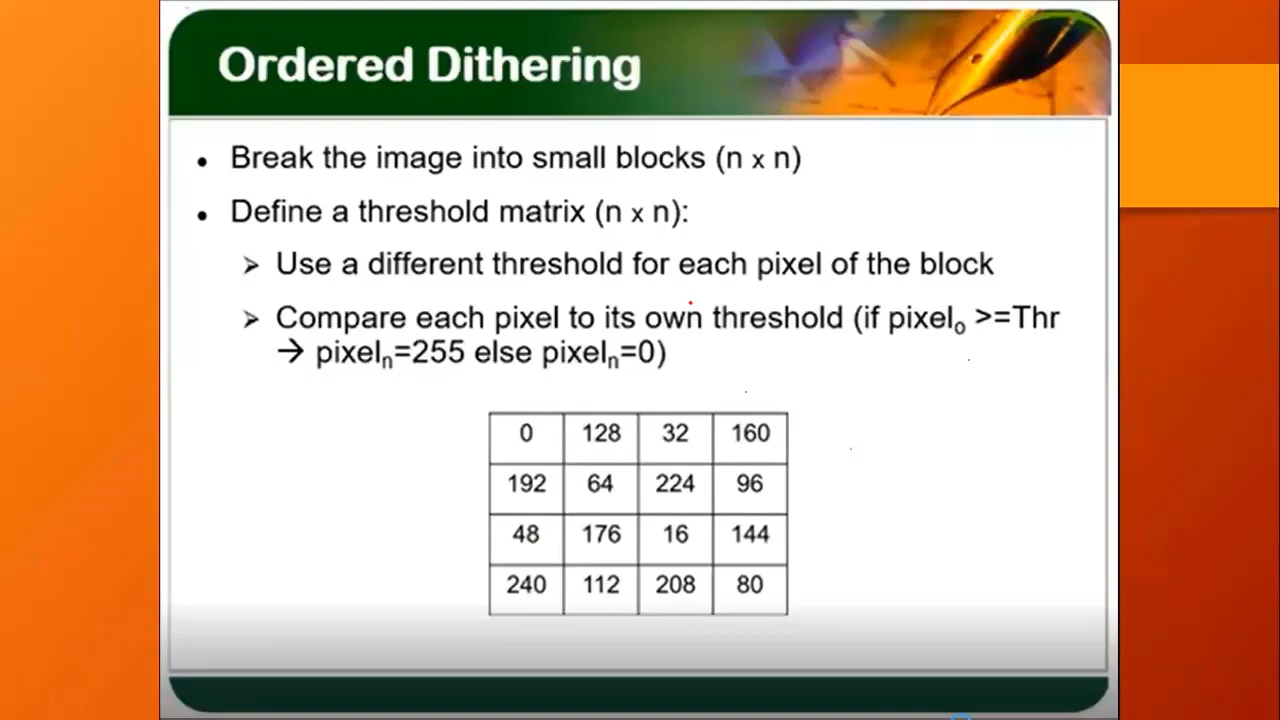 Ordered Dithering
• Break the image into small blocks (n x n)
• Define a threshold matrix (n x n):
➢ Use a different threshold for each pixel of the block
➢ Compare each pixel to its own threshold (if pixelₒ >=Thr
→ pixelₙ=255 else pixelₙ=0)
0 128 32 160
192 64 224 96
48 176 16 144
240 112 208 80